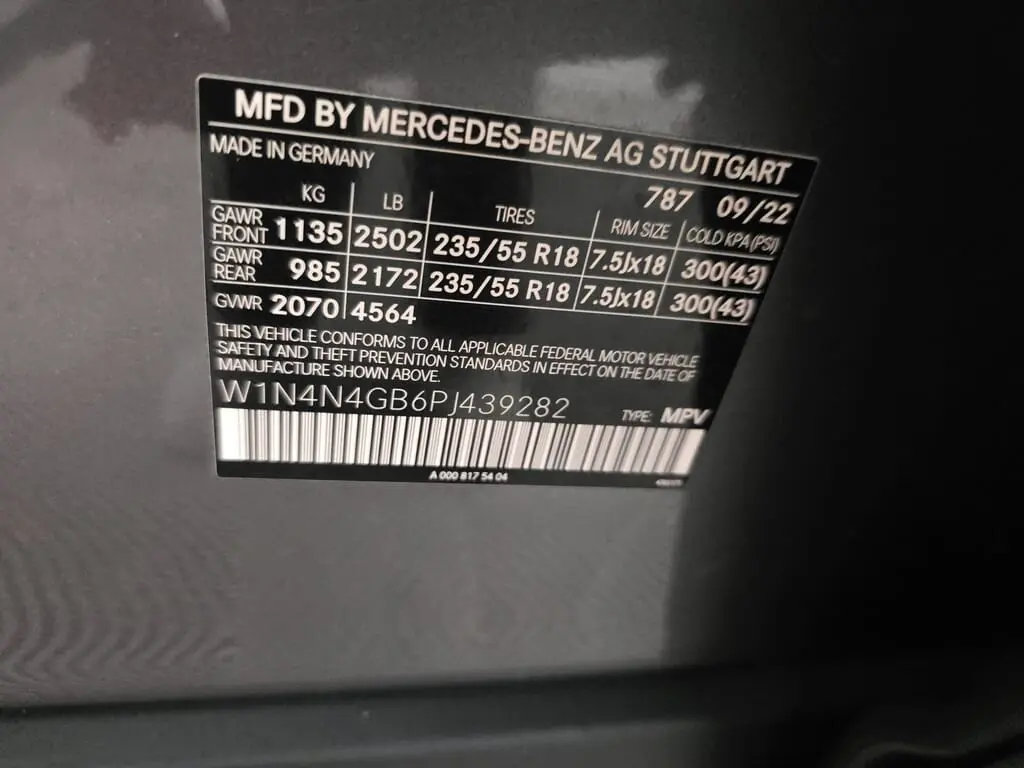 MFD BY MERCEDES-BENZ AG STUTTGART
MADE IN GERMANY 787 09/22
KG LB TIRES RIM SIZE COLD KPA(PSI)
GAWR FRONT 1135 2502 235/55 R18 7.5Jx18 300(43)
GAWR REAR 985 2172 235/55 R18 7.5Jx18 300(43)
GVWR 2070 4564
THIS VEHICLE CONFORMS TO ALL APPLICABLE FEDERAL MOTOR VEHICLE
SAFETY AND THEFT PREVENTION STANDARDS IN EFFECT ON THE DATE OF
MANUFACTURE SHOWN ABOVE.
W1N4N4GB6PJ439282 TYPE: MPV
A 000 817 54 04